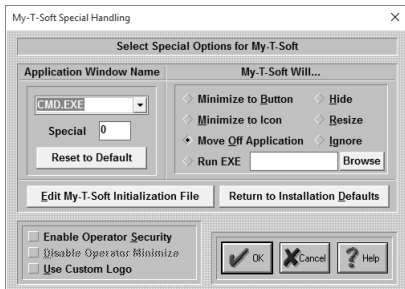 My-T-Soft Special Handling
Select Special Options for My-T-Soft
Application Window Name
CMD.EXE
Special 0
Reset to Default
My-T-Soft Will...
Minimize to Button Hide
Minimize to Icon Resize
Move Off Application Ignore
Run EXE Browse
Edit My-T-Soft Initialization File Return to Installation Defaults
Enable Operator Security
Disable Operator Minimize
Use Custom Logo
OK Cancel Help